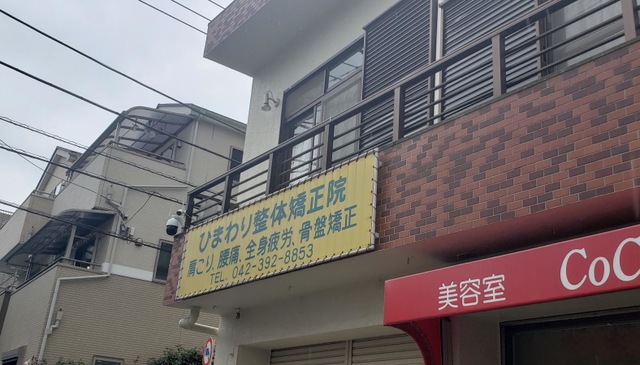 ひまわり整体矯正院
肩こり, 腰痛, 全身疲労, 骨盤矯正
TEL. 042-392-8853
美容室 CoC